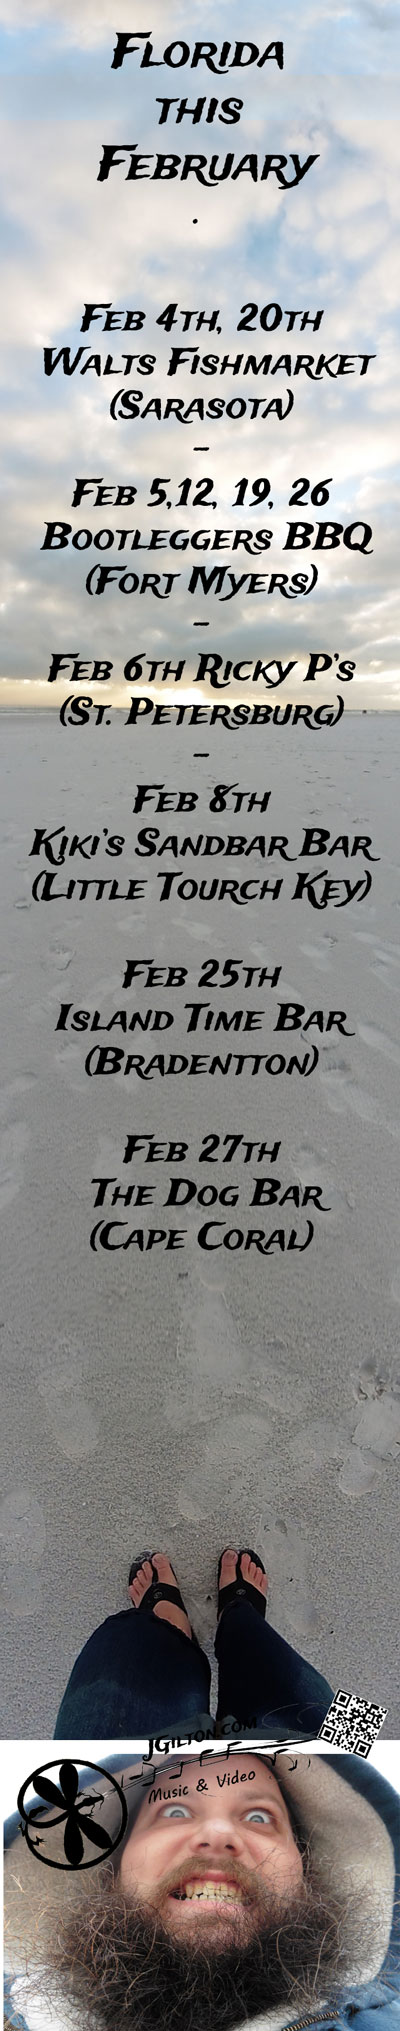 Florida
this
February
.
Feb 4th, 20th
Walts Fishmarket
(Sarasota)
–
Feb 5,12, 19, 26
Bootleggers BBQ
(Fort Myers)
–
Feb 6th Ricky P's
(St. Petersburg)
–
Feb 8th
Kiki's Sandbar Bar
(Little Tourch Key)
Feb 25th
Island Time Bar
(Bradentton)
Feb 27th
The Dog Bar
(Cape Coral)
JGilton.com
Music & Video